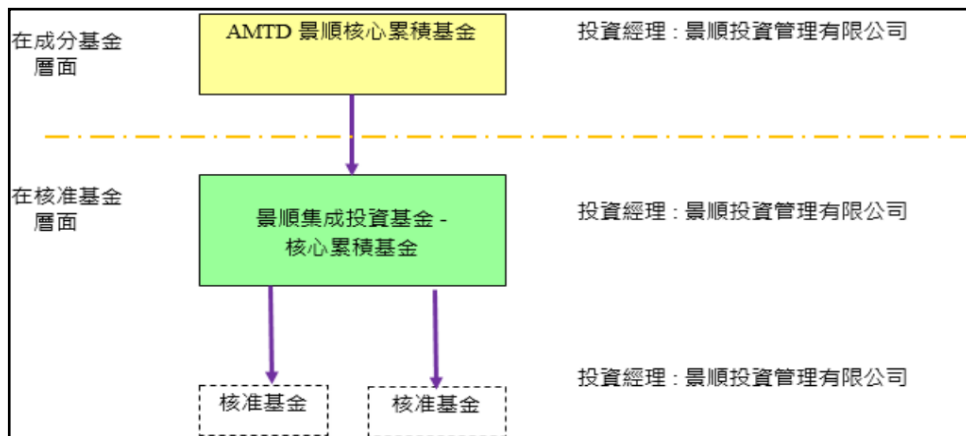 在成分基金
層面
AMTD 景順核心累積基金
投資經理 : 景順投資管理有限公司
在核准基金
層面
景順集成投資基金 -
核心累積基金
投資經理 : 景順投資管理有限公司
投資經理 : 景順投資管理有限公司
核准基金
核准基金